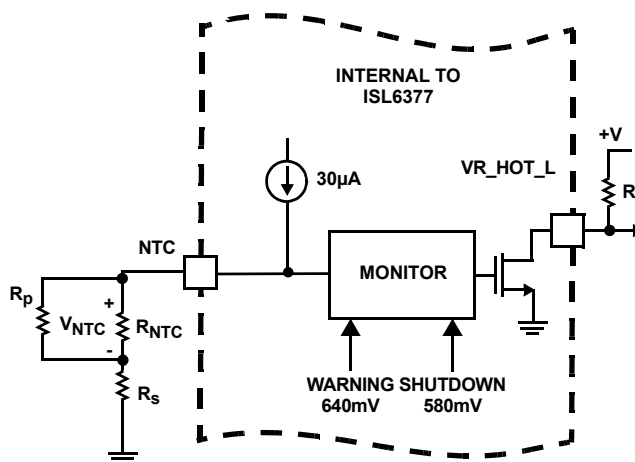 INTERNAL TO
ISL6377
+V
VR_HOT_L
30µA
R
NTC
MONITOR
Rp
+
VNTC
RNTC
-
Rs
WARNING SHUTDOWN
640mV 580mV